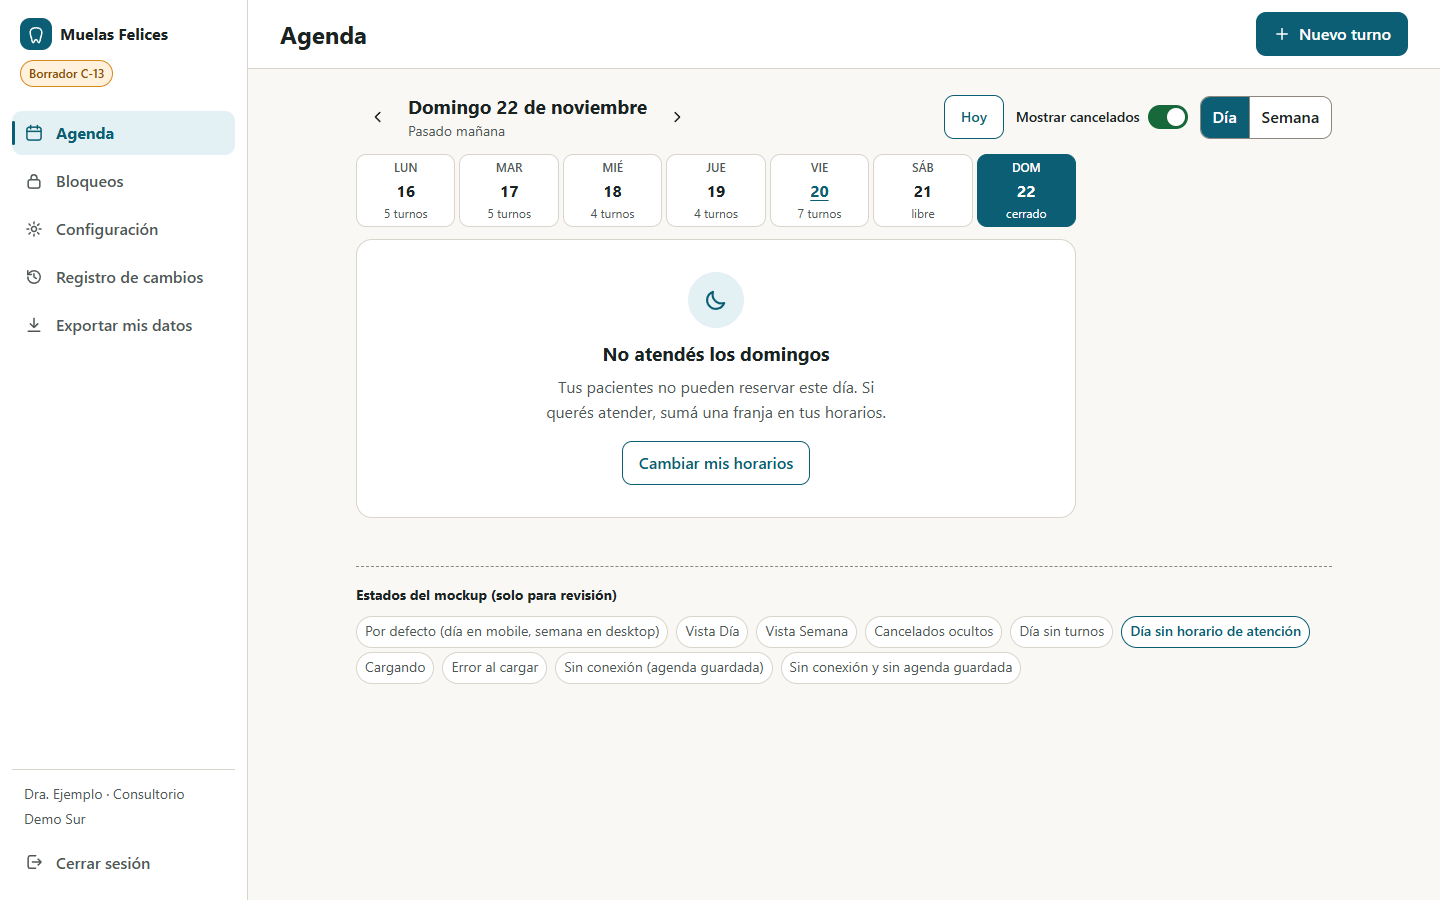 Muelas Felices
Borrador C-13
Agenda
Bloqueos
Configuración
Registro de cambios
Exportar mis datos
Dra. Ejemplo · Consultorio
Demo Sur
Cerrar sesión
Agenda
Nuevo turno
Domingo 22 de noviembre
Pasado mañana
Hoy
Mostrar cancelados
Día
Semana
LUN
16
5 turnos
MAR
17
5 turnos
MIÉ
18
4 turnos
JUE
19
4 turnos
VIE
20
7 turnos
SÁB
21
libre
DOM
22
cerrado
No atendés los domingos
Tus pacientes no pueden reservar este día. Si
querés atender, sumá una franja en tus horarios.
Cambiar mis horarios
Estados del mockup (solo para revisión)
Por defecto (día en mobile, semana en desktop)
Vista Día
Vista Semana
Cancelados ocultos
Día sin turnos
Día sin horario de atención
Cargando
Error al cargar
Sin conexión (agenda guardada)
Sin conexión y sin agenda guardada